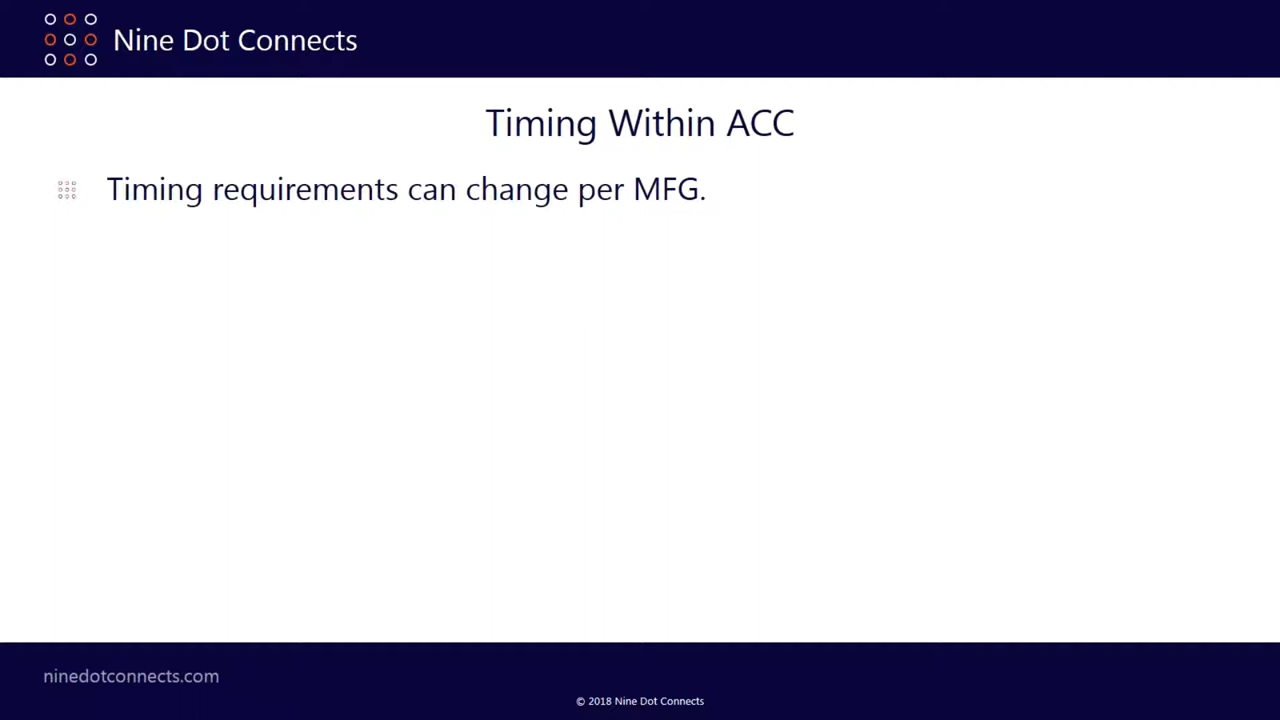 Nine Dot Connects
Timing Within ACC
Timing requirements can change per MFG.
ninedotconnects.com
© 2018 Nine Dot Connects